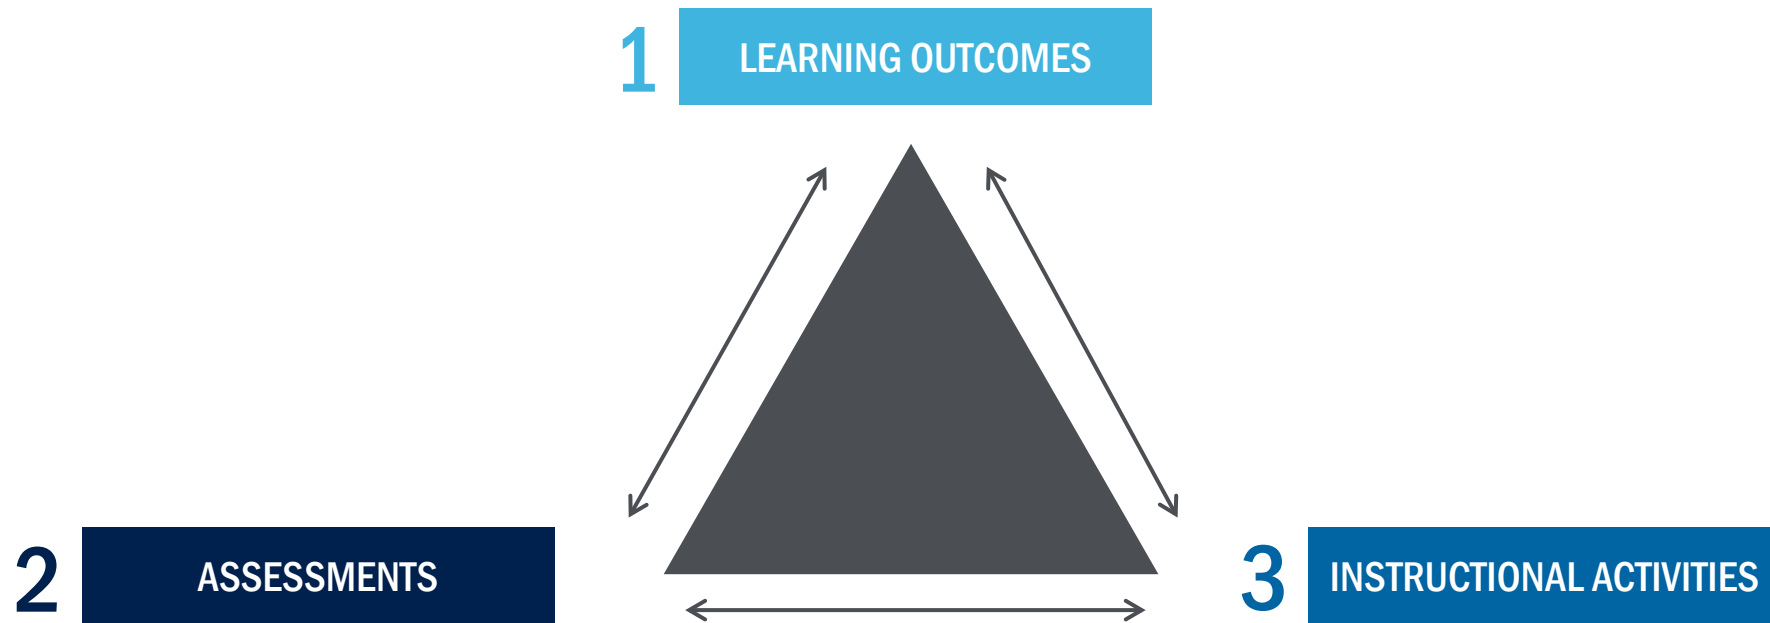 1 LEARNING OUTCOMES
2 ASSESSMENTS
3 INSTRUCTIONAL ACTIVITIES